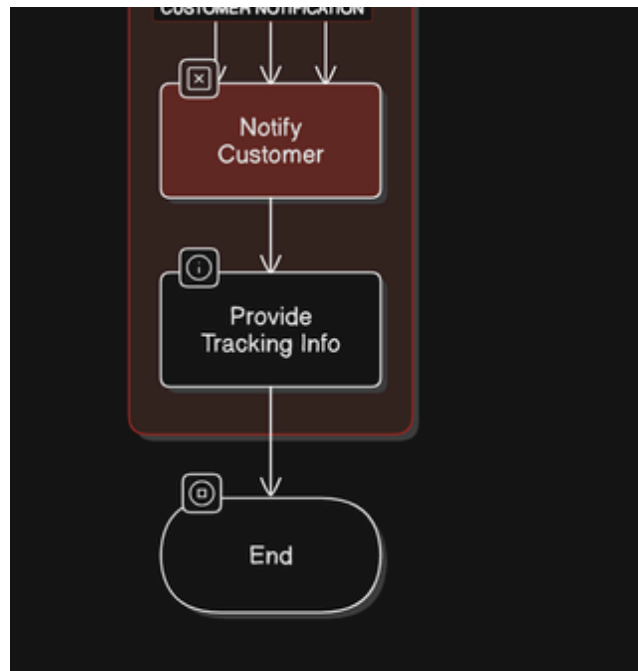 CUSTOMER NOTIFICATION
Notify
Customer
Provide
Tracking Info
End